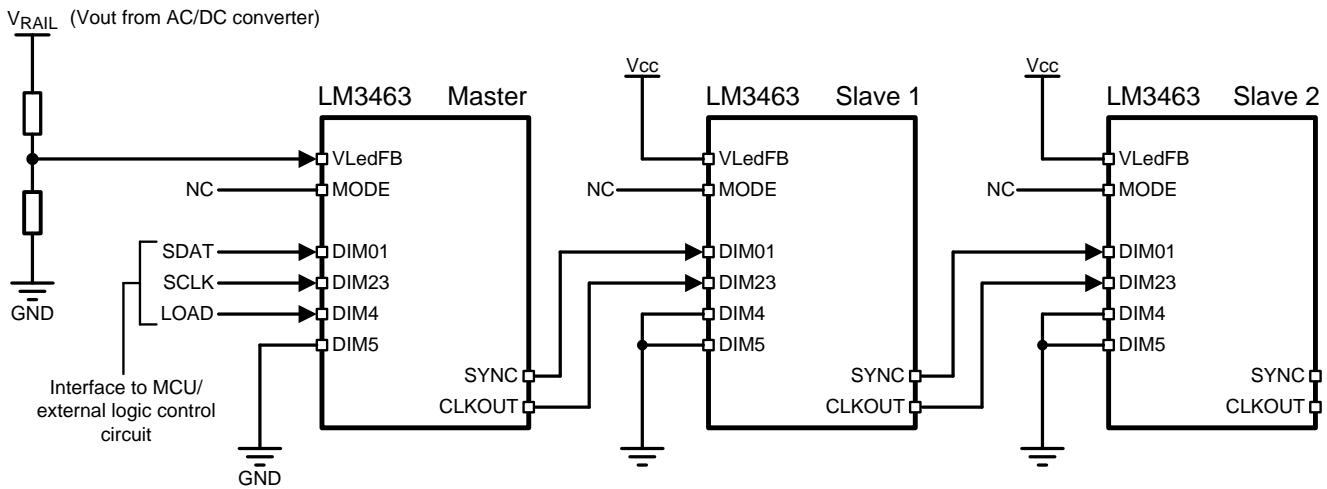 VRAIL (Vout from AC/DC converter)
GND
Interface to MCU/
external logic control
circuit
SDAT
SCLK
LOAD
NC
LM3463 Master
VLedFB
MODE
DIM01
DIM23
DIM4
DIM5
SYNC
CLKOUT
GND
Vcc
NC
LM3463 Slave 1
VLedFB
MODE
DIM01
DIM23
DIM4
DIM5
SYNC
CLKOUT
Vcc
NC
LM3463 Slave 2
VLedFB
MODE
DIM01
DIM23
DIM4
DIM5
SYNC
CLKOUT